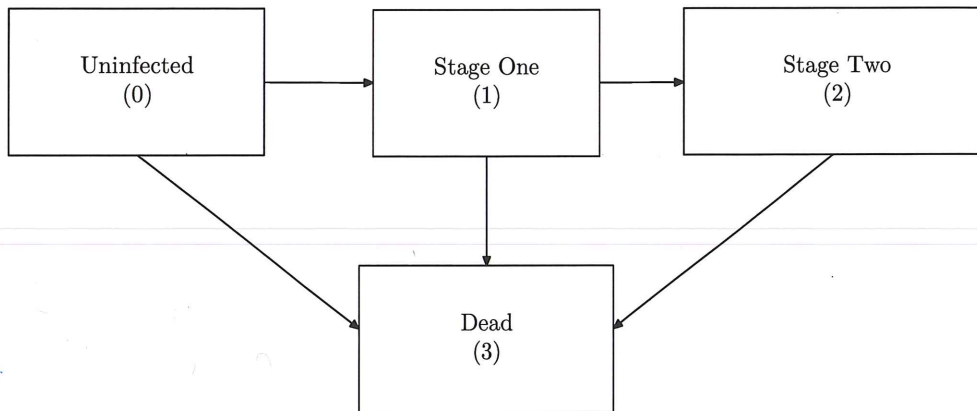 Uninfected
(0)
Stage One
(1)
Stage Two
(2)
Dead
(3)